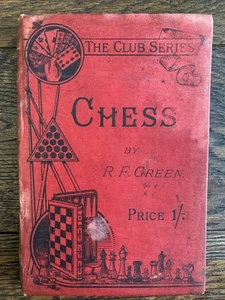 THE CLUB SERIES
CHESS
BY
R. F. GREEN.
PRICE 1/-